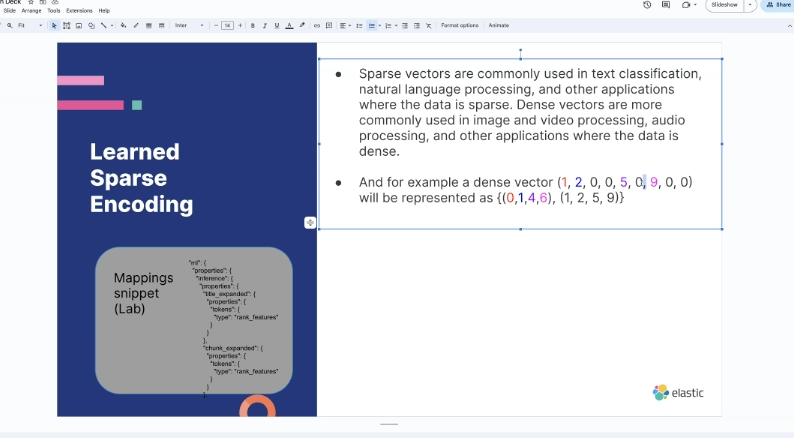 n Deck
Slide Arrange Tools Extensions Help
Slideshow
Share
Fit
Inter
14
B I U A
Format options
Animate
Learned
Sparse
Encoding
Mappings
snippet
(Lab)
"ml": {
"properties": {
"inference": {
"properties": {
"title_expanded": {
"properties": {
"tokens": {
"type": "rank_features"
}
}
},
"chunk_expanded": {
"properties": {
"tokens": {
"type": "rank_features"
}
}
● Sparse vectors are commonly used in text classification,
natural language processing, and other applications
where the data is sparse. Dense vectors are more
commonly used in image and video processing, audio
processing, and other applications where the data is
dense.
● And for example a dense vector (1, 2, 0, 0, 5, 0, 9, 0, 0)
will be represented as {(0,1,4,6), (1, 2, 5, 9)}
elastic